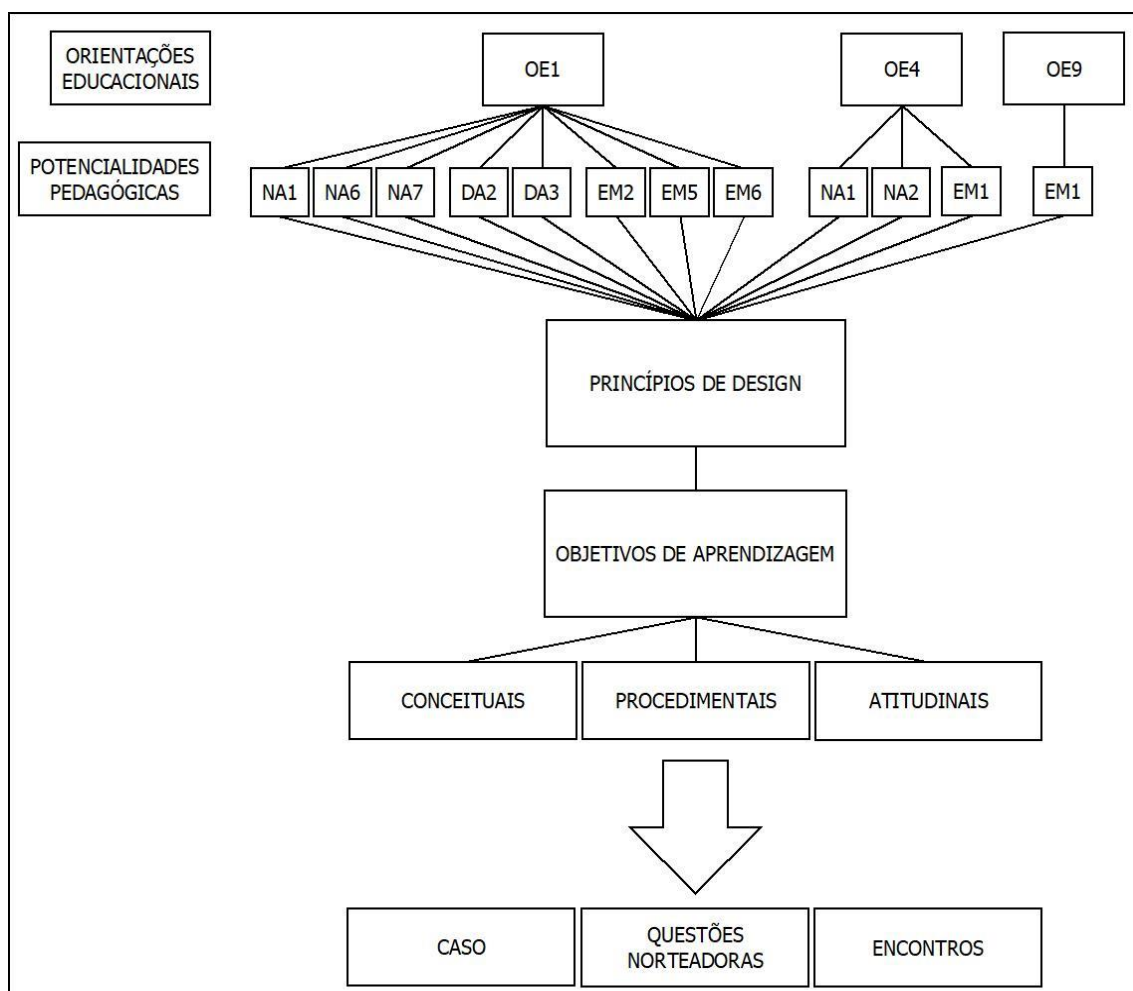 ORIENTAÇÕES
EDUCACIONAIS
OE1
OE4
OE9
POTENCIALIDADES
PEDAGÓGICAS
NA1
NA6
NA7
DA2
DA3
EM2
EM5
EM6
NA1
NA2
EM1
EM1
PRINCÍPIOS DE DESIGN
OBJETIVOS DE APRENDIZAGEM
CONCEITUAIS
PROCEDIMENTAIS
ATITUDINAIS
CASO
QUESTÕES
NORTEADORAS
ENCONTROS